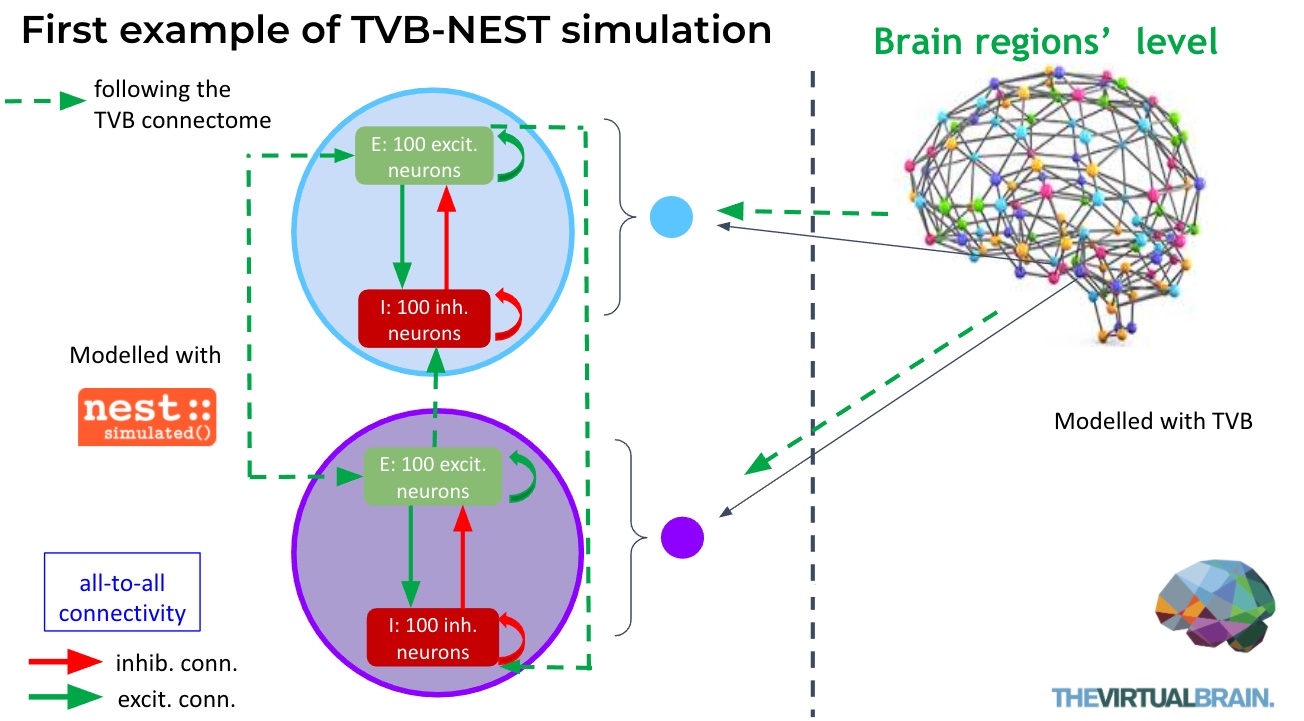 First example of TVB-NEST simulation
Brain regions’ level
following the
TVB connectome
E: 100 excit.
neurons
I: 100 inh.
neurons
Modelled with
nest::
simulated()
Modelled with TVB
E: 100 excit.
neurons
all-to-all
connectivity
I: 100 inh.
neurons
inhib. conn.
excit. conn.
THEVIRTUALBRAIN.